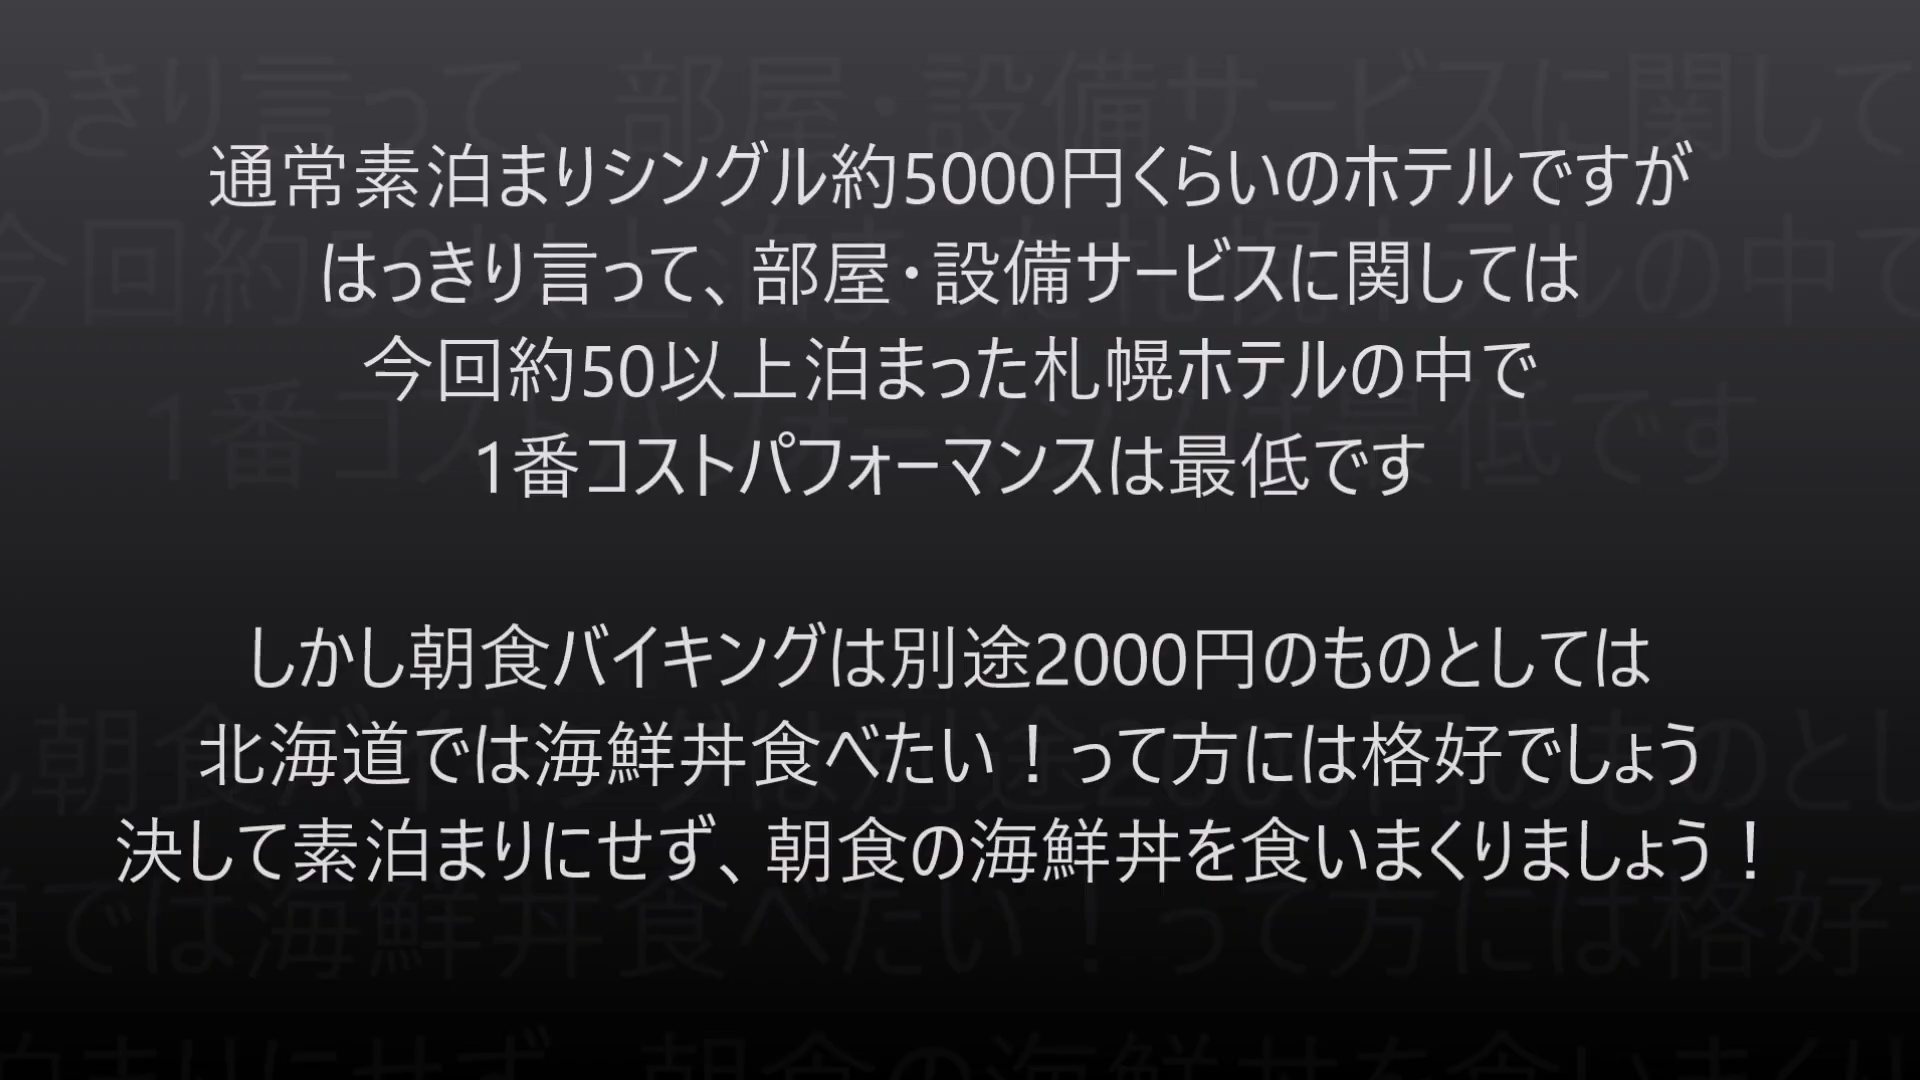 通常素泊まりシングル約5000円くらいのホテルですが
はっきり言って、部屋・設備サービスに関しては
今回約50以上泊まった札幌ホテルの中で
1番コストパフォーマンスは最低です
しかし朝食バイキングは別途2000円のものとしては
北海道では海鮮丼食べたい！って方には格好でしょう
決して素泊まりにせず、朝食の海鮮丼を食いまくりましょう！